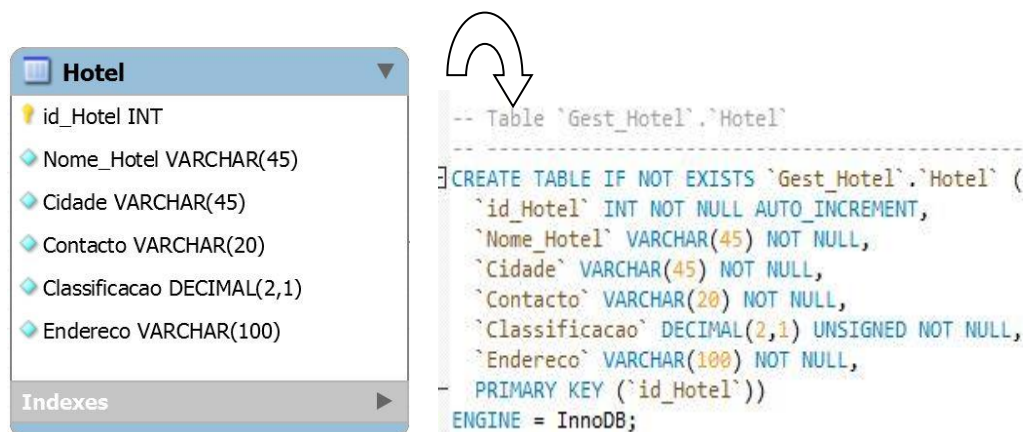 Hotel
id_Hotel INT
Nome_Hotel VARCHAR(45)
Cidade VARCHAR(45)
Contacto VARCHAR(20)
Classificacao DECIMAL(2,1)
Endereco VARCHAR(100)
Indexes
-- Table `Gest_Hotel`.`Hotel`
-- -----------------------------------------------------
CREATE TABLE IF NOT EXISTS `Gest_Hotel`.`Hotel` (
`id_Hotel` INT NOT NULL AUTO_INCREMENT,
`Nome_Hotel` VARCHAR(45) NOT NULL,
`Cidade` VARCHAR(45) NOT NULL,
`Contacto` VARCHAR(20) NOT NULL,
`Classificacao` DECIMAL(2,1) UNSIGNED NOT NULL,
`Endereco` VARCHAR(100) NOT NULL,
PRIMARY KEY (`id_Hotel`))
ENGINE = InnoDB;